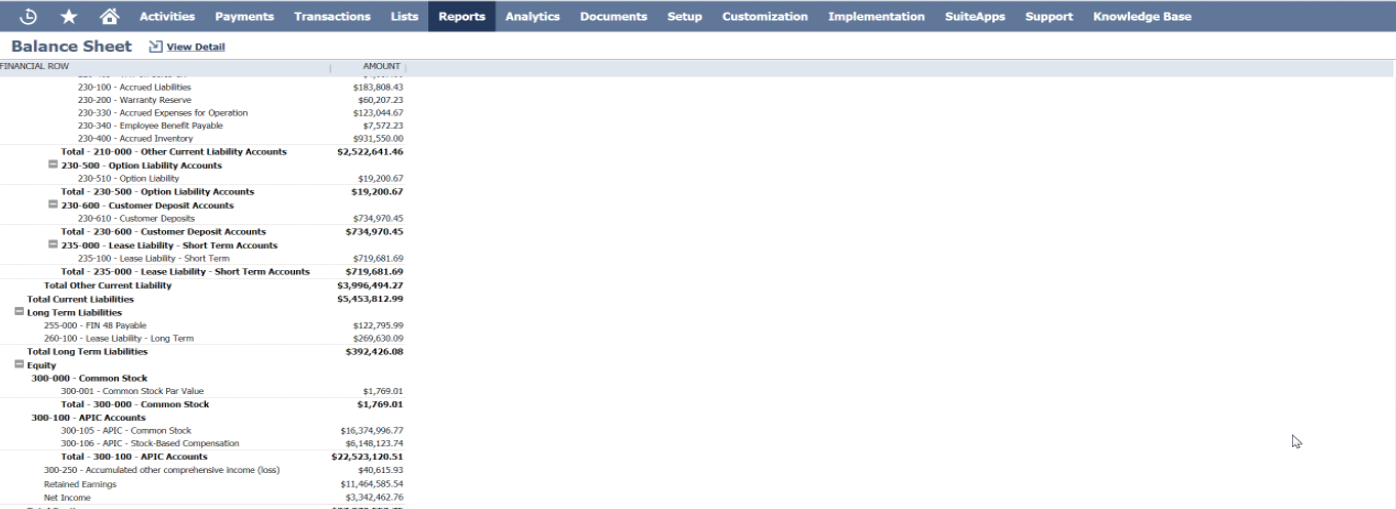 Activities Payments Transactions Lists Reports Analytics Documents Setup Customization Implementation SuiteApps Support Knowledge Base
Balance Sheet View Detail
FINANCIAL ROW AMOUNT
230-100 - Accrued Liabilities $183,808.43
230-200 - Warranty Reserve $60,207.23
230-330 - Accrued Expenses for Operation $123,044.67
230-340 - Employee Benefit Payable $7,572.23
230-400 - Accrued Inventory $931,550.00
Total - 210-000 - Other Current Liability Accounts $2,522,641.46
230-500 - Option Liability Accounts
230-510 - Option Liability $19,200.67
Total - 230-500 - Option Liability Accounts $19,200.67
230-600 - Customer Deposit Accounts
230-610 - Customer Deposits $734,970.45
Total - 230-600 - Customer Deposit Accounts $734,970.45
235-000 - Lease Liability - Short Term Accounts
235-100 - Lease Liability - Short Term $719,681.69
Total - 235-000 - Lease Liability - Short Term Accounts $719,681.69
Total Other Current Liability $3,996,494.27
Total Current Liabilities $5,453,812.99
Long Term Liabilities
255-000 - FIN 48 Payable $122,795.99
260-100 - Lease Liability - Long Term $269,630.09
Total Long Term Liabilities $392,426.08
Equity
300-000 - Common Stock
300-001 - Common Stock Par Value $1,769.01
Total - 300-000 - Common Stock $1,769.01
300-100 - APIC Accounts
300-105 - APIC - Common Stock $16,374,996.77
300-106 - APIC - Stock-Based Compensation $6,148,123.74
Total - 300-100 - APIC Accounts $22,523,120.51
300-250 - Accumulated other comprehensive income (loss) $40,615.93
Retained Earnings $11,464,585.54
Net Income $3,342,462.76